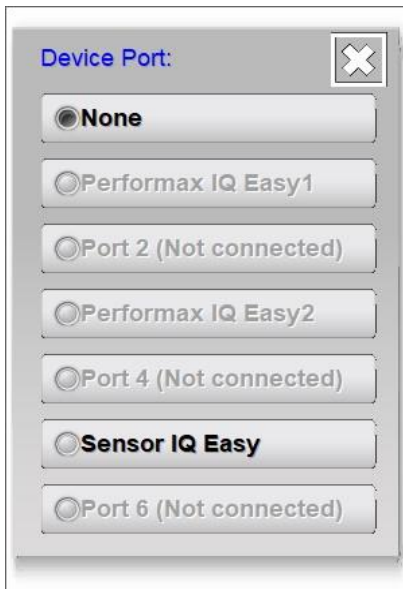 Device Port:
None
Performax IQ Easy1
Port 2 (Not connected)
Performax IQ Easy2
Port 4 (Not connected)
Sensor IQ Easy
Port 6 (Not connected)